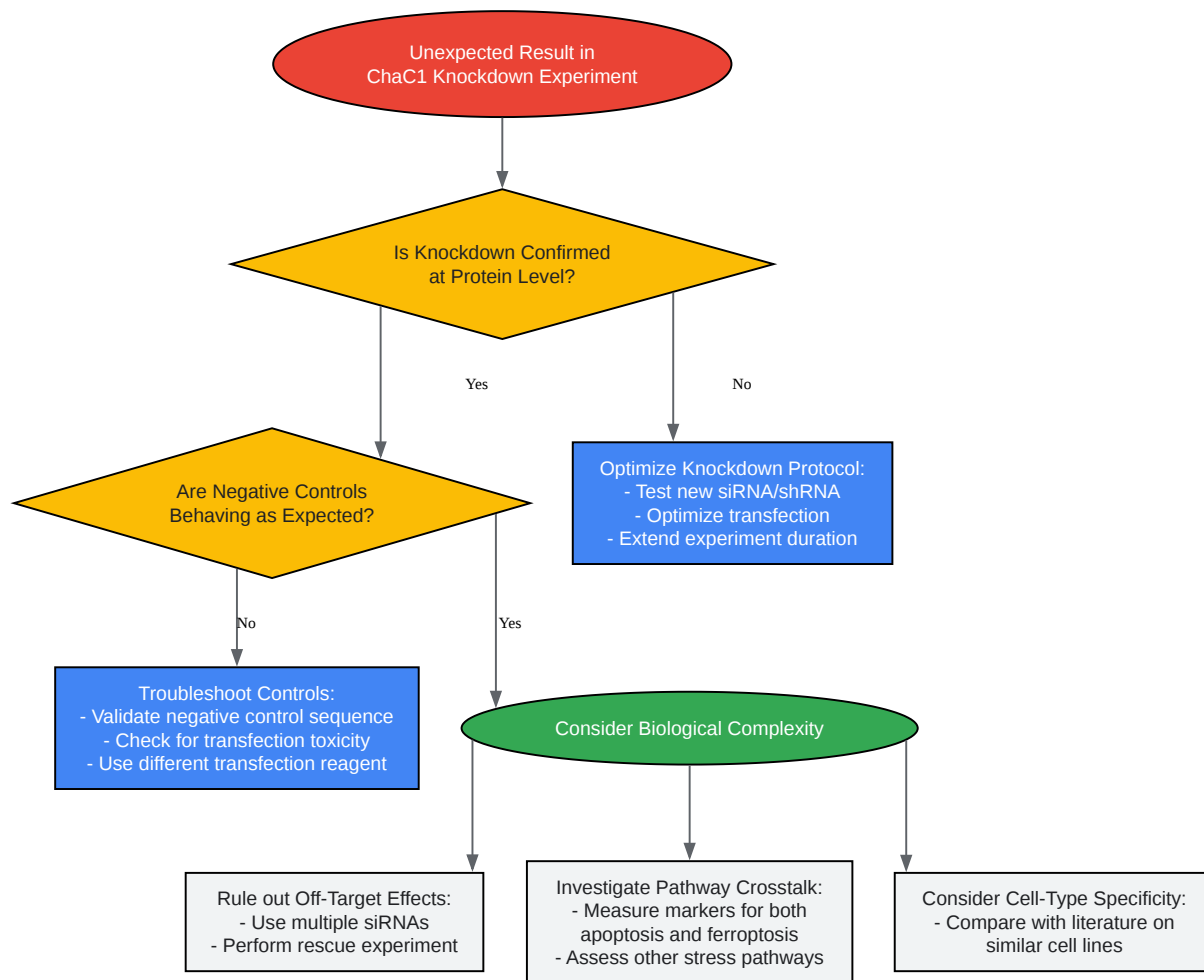 Unexpected Result in
ChaC1 Knockdown Experiment
Is Knockdown Confirmed
at Protein Level?
Yes
No
Are Negative Controls
Behaving as Expected?
Optimize Knockdown Protocol:
- Test new siRNA/shRNA
- Optimize transfection
- Extend experiment duration
No
Yes
Troubleshoot Controls:
- Validate negative control sequence
- Check for transfection toxicity
- Use different transfection reagent
Consider Biological Complexity
Rule out Off-Target Effects:
- Use multiple siRNAs
- Perform rescue experiment
Investigate Pathway Crosstalk:
- Measure markers for both
apoptosis and ferroptosis
- Assess other stress pathways
Consider Cell-Type Specificity:
- Compare with literature on
similar cell lines